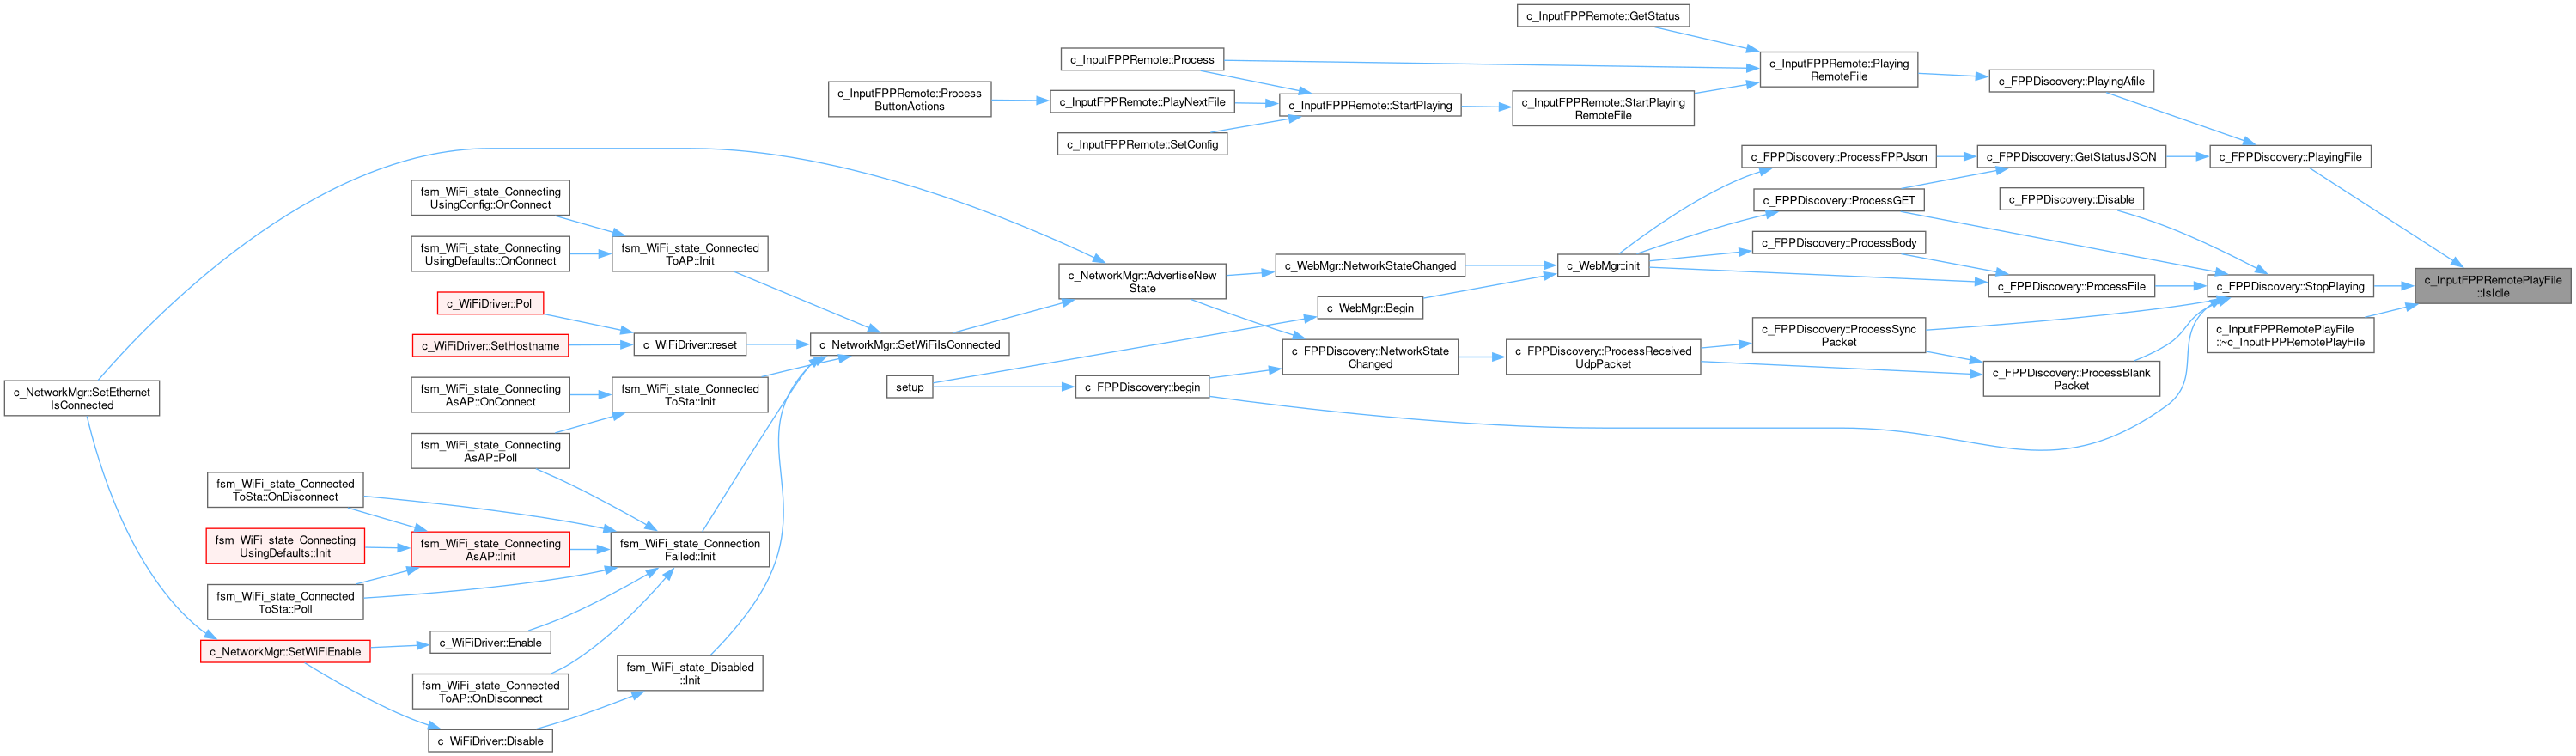 c_InputFPPRemote::GetStatus
c_InputFPPRemote::Process
c_InputFPPRemote::Playing
RemoteFile
c_FPPDiscovery::PlayingAfile
c_InputFPPRemote::Process
ButtonActions
c_InputFPPRemote::PlayNextFile
c_InputFPPRemote::StartPlaying
c_InputFPPRemote::StartPlaying
RemoteFile
c_InputFPPRemote::SetConfig
c_FPPDiscovery::ProcessFPPJson
c_FPPDiscovery::GetStatusJSON
c_FPPDiscovery::PlayingFile
fsm_WiFi_state_Connecting
UsingConfig::OnConnect
c_FPPDiscovery::ProcessGET
c_FPPDiscovery::Disable
fsm_WiFi_state_Connecting
UsingDefaults::OnConnect
fsm_WiFi_state_Connected
ToAP::Init
c_FPPDiscovery::ProcessBody
c_NetworkMgr::AdvertiseNew
State
c_WebMgr::NetworkStateChanged
c_WebMgr::init
c_FPPDiscovery::ProcessFile
c_FPPDiscovery::StopPlaying
c_InputFPPRemotePlayFile
::IsIdle
c_WiFiDriver::Poll
c_WebMgr::Begin
c_WiFiDriver::SetHostname
c_WiFiDriver::reset
c_NetworkMgr::SetWiFiIsConnected
c_FPPDiscovery::ProcessSync
Packet
c_InputFPPRemotePlayFile
::~c_InputFPPRemotePlayFile
c_FPPDiscovery::NetworkState
Changed
c_FPPDiscovery::ProcessReceived
UdpPacket
c_FPPDiscovery::ProcessBlank
Packet
setup
c_FPPDiscovery::begin
c_NetworkMgr::SetEthernet
IsConnected
fsm_WiFi_state_Connecting
AsAP::OnConnect
fsm_WiFi_state_Connected
ToSta::Init
fsm_WiFi_state_Connecting
AsAP::Poll
fsm_WiFi_state_Connected
ToSta::OnDisconnect
fsm_WiFi_state_Connecting
UsingDefaults::Init
fsm_WiFi_state_Connecting
AsAP::Init
fsm_WiFi_state_Connection
Failed::Init
fsm_WiFi_state_Connected
ToSta::Poll
c_NetworkMgr::SetWiFiEnable
c_WiFiDriver::Enable
fsm_WiFi_state_Connected
ToAP::OnDisconnect
fsm_WiFi_state_Disabled
::Init
c_WiFiDriver::Disable